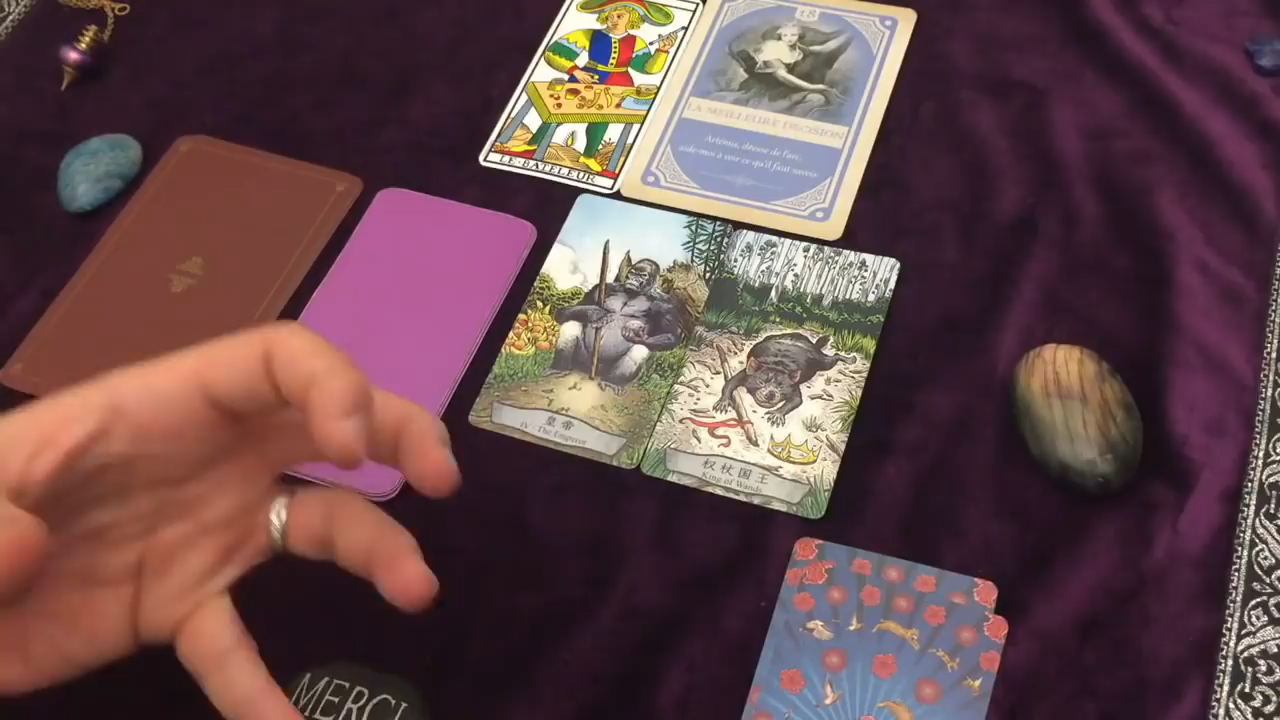 LE·BATELEUR
18
LA MEILLEURE DÉCISION
Artémis, déesse de l'arc,
aide-moi à voir ce qu'il faut savoir
皇帝
IV - The Emperor
权杖国王
King of Wands
MERCI